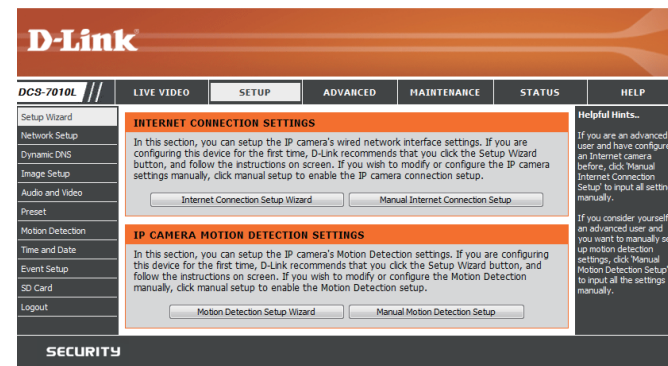 D-Link
DCS-7010L
LIVE VIDEO
SETUP
ADVANCED
MAINTENANCE
STATUS
HELP
Setup Wizard
Network Setup
Dynamic DNS
Image Setup
Audio and Video
Preset
Motion Detection
Time and Date
Event Setup
SD Card
Logout
INTERNET CONNECTION SETTINGS
In this section, you can setup the IP camera's wired network interface settings. If you are
configuring this device for the first time, D-Link recommends that you click the Setup Wizard
button, and follow the instructions on screen. If you wish to modify or configure the IP camera
settings manually, click manual setup to enable the IP camera connection setup.
Internet Connection Setup Wizard
Manual Internet Connection Setup
IP CAMERA MOTION DETECTION SETTINGS
In this section, you can setup the IP camera's Motion Detection settings. If you are configuring
this device for the first time, D-Link recommends that you click the Setup Wizard button, and
follow the instructions on screen. If you wish to modify or configure the Motion Detection
manually, click manual setup to enable the Motion Detection setup.
Motion Detection Setup Wizard
Manual Motion Detection Setup
Helpful Hints..
If you are an advanced
user and have configure
an Internet camera
before, click 'Manual
Internet Connection
Setup' to input all settin
manually.
If you consider yourself
an advanced user and
you want to manually se
up motion detection
settings, click 'Manual
Motion Detection Setup'
to input all the settings
manually.
SECURITY